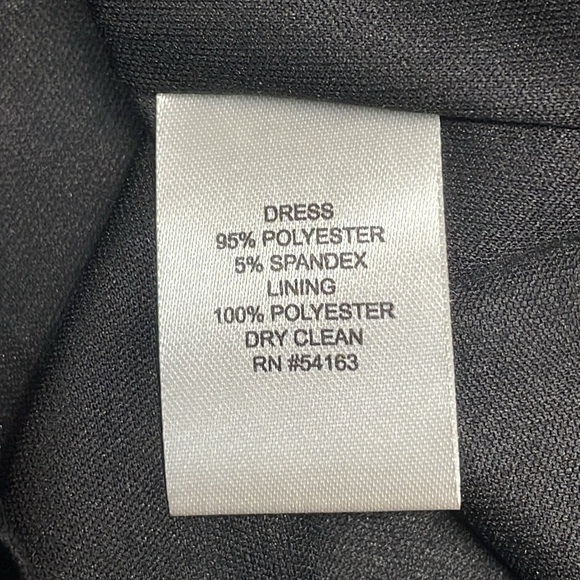 DRESS
95% POLYESTER
5% SPANDEX
LINING
100% POLYESTER
DRY CLEAN
RN #54163